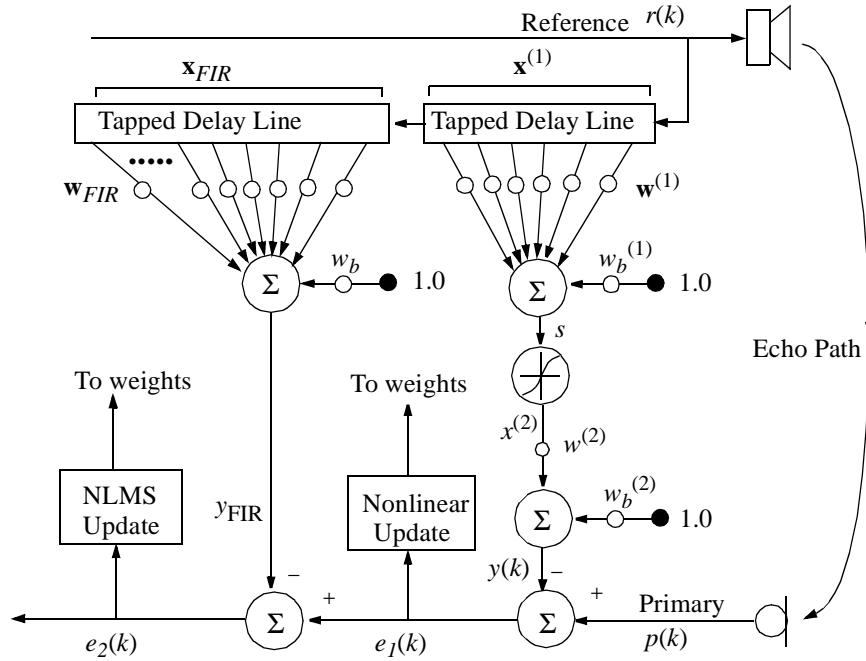 Reference r(k)
x_FIR
x^(1)
Tapped Delay Line
Tapped Delay Line
w_FIR
w^(1)
w_b
1.0
w_b^(1)
1.0
Σ
Σ
s
Echo Path
To weights
To weights
x^(2)
w^(2)
NLMS
Update
y_FIR
Nonlinear
Update
w_b^(2)
1.0
Σ
y(k)
−
−
+
+
Primary
Σ
Σ
e_2(k)
e_1(k)
p(k)